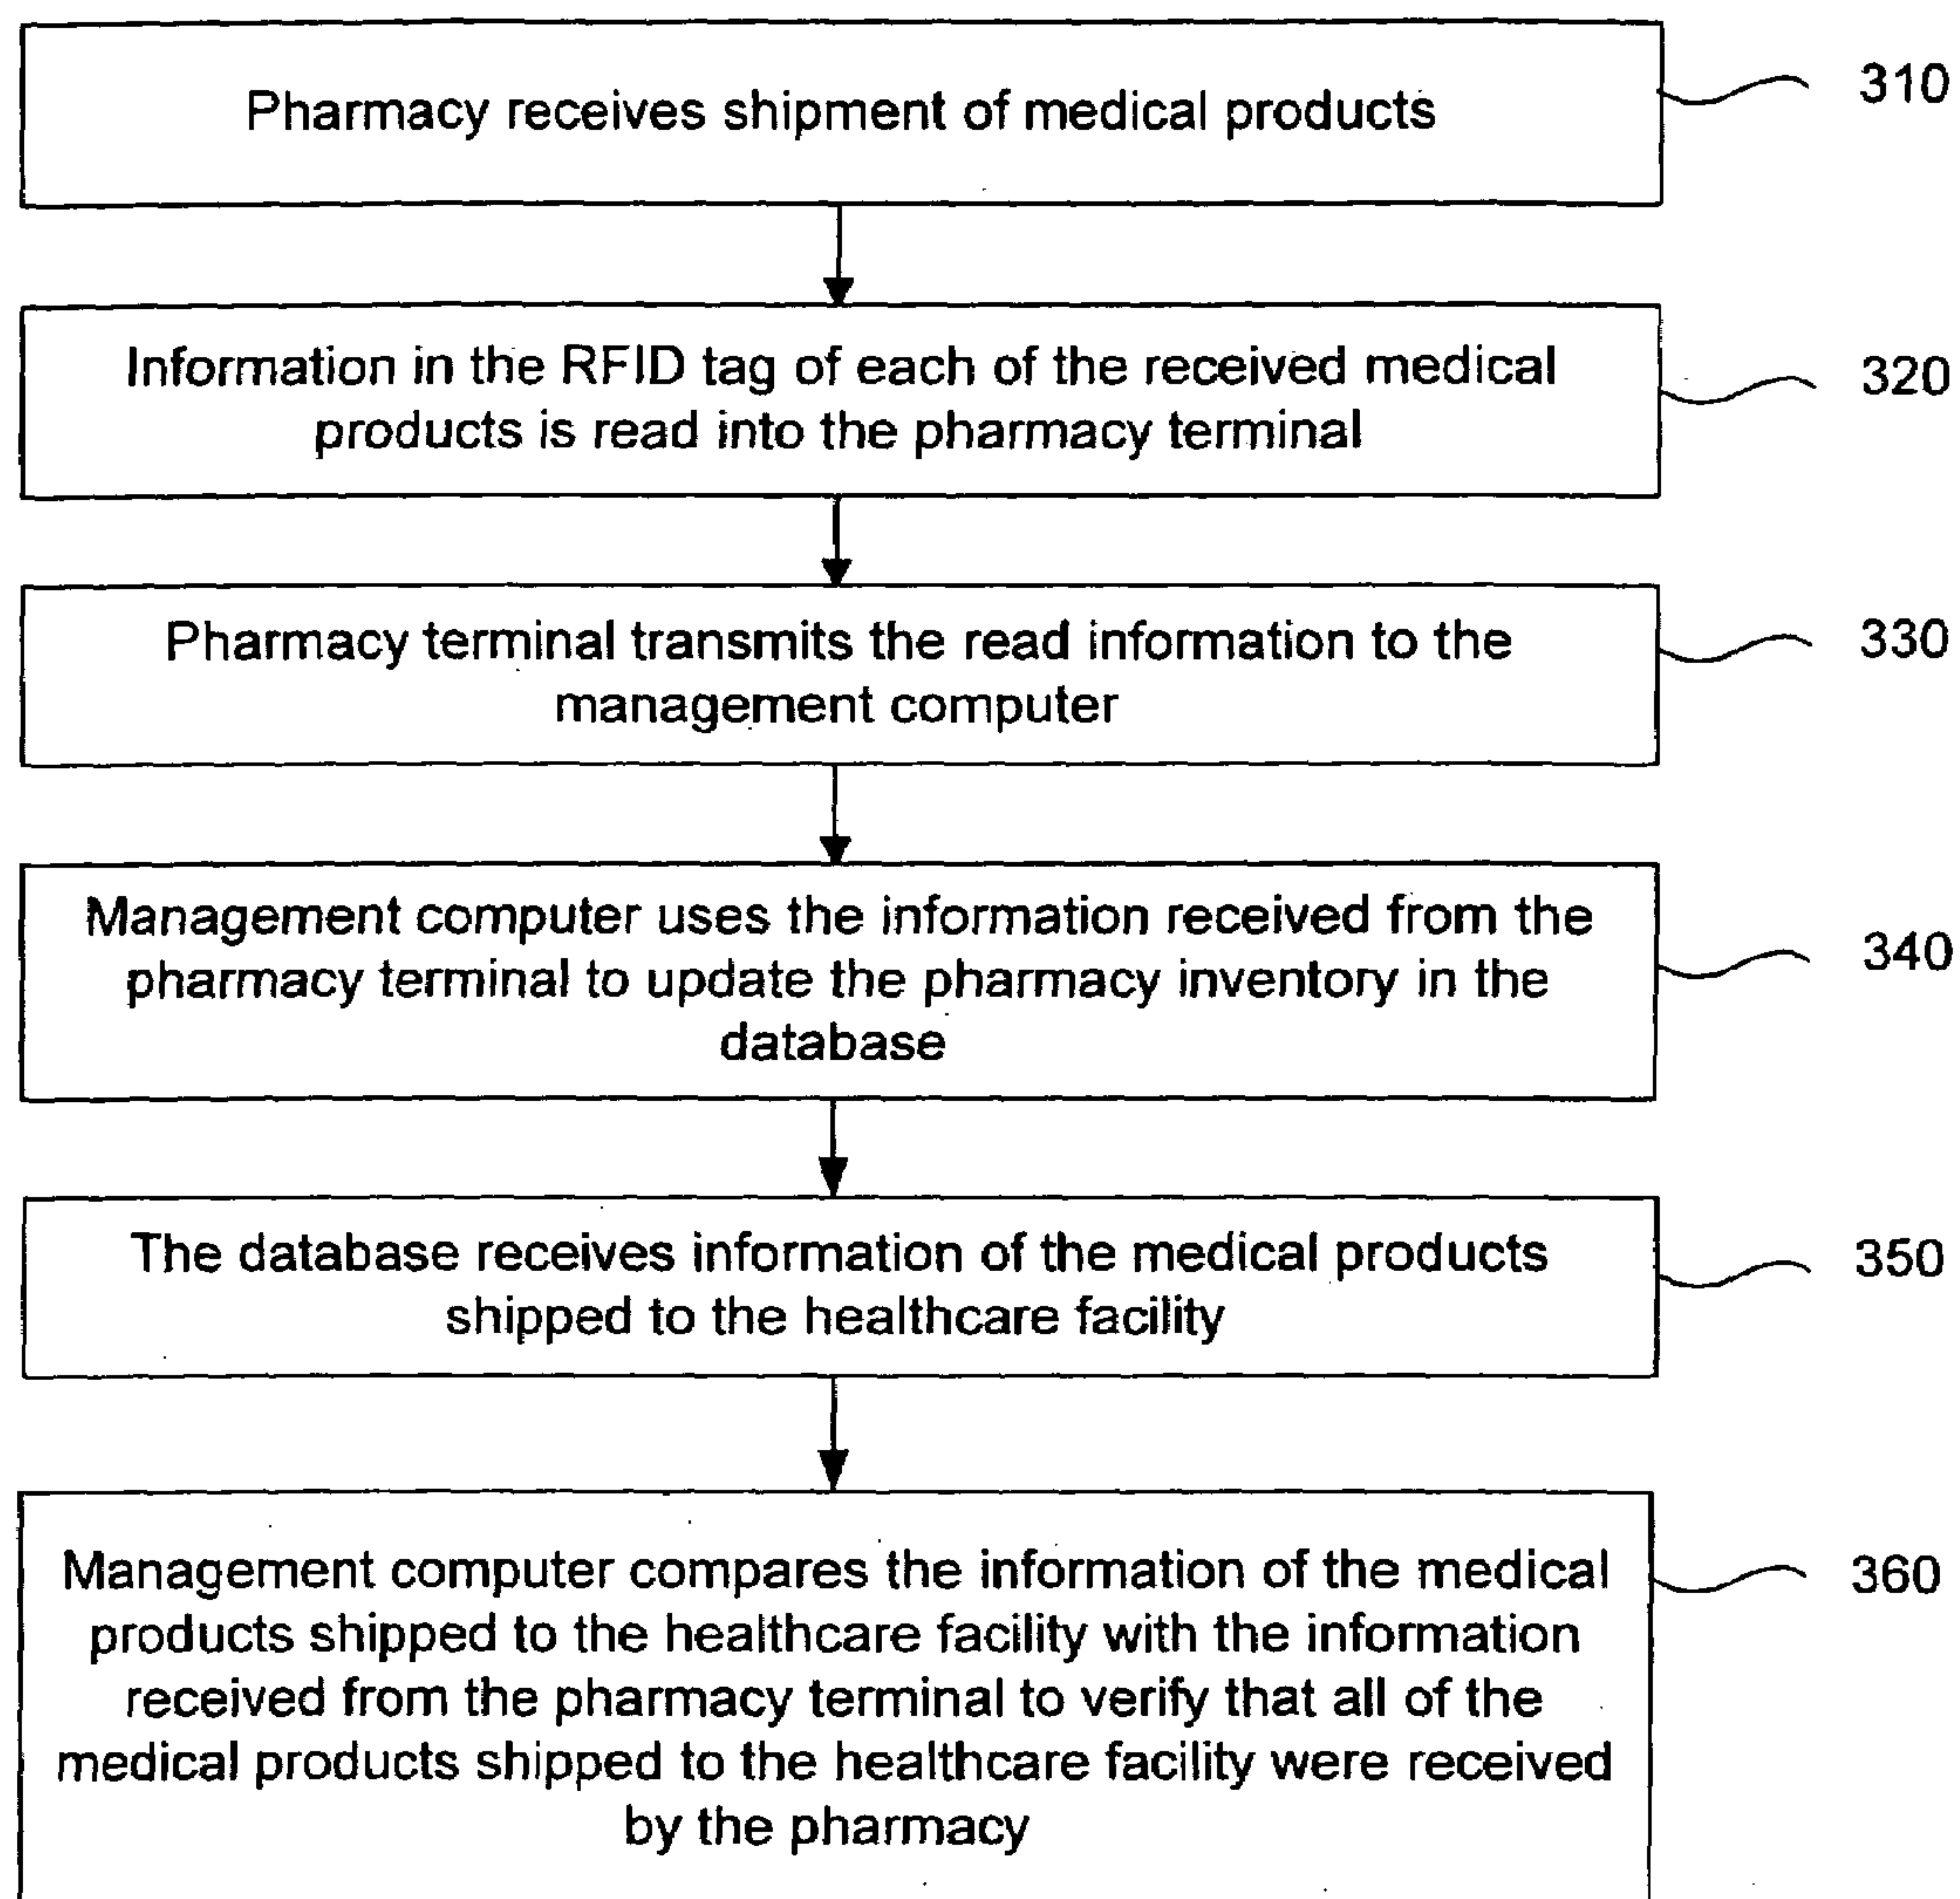 Pharmacy receives shipment of medical products
310
Information in the RFID tag of each of the received medical
products is read into the pharmacy terminal
320
Pharmacy terminal transmits the read information to the
management computer
330
Management computer uses the information received from the
pharmacy terminal to update the pharmacy inventory in the
database
340
The database receives information of the medical products
shipped to the healthcare facility
350
Management computer compares the information of the medical
products shipped to the healthcare facility with the information
received from the pharmacy terminal to verify that all of the
medical products shipped to the healthcare facility were received
by the pharmacy
360